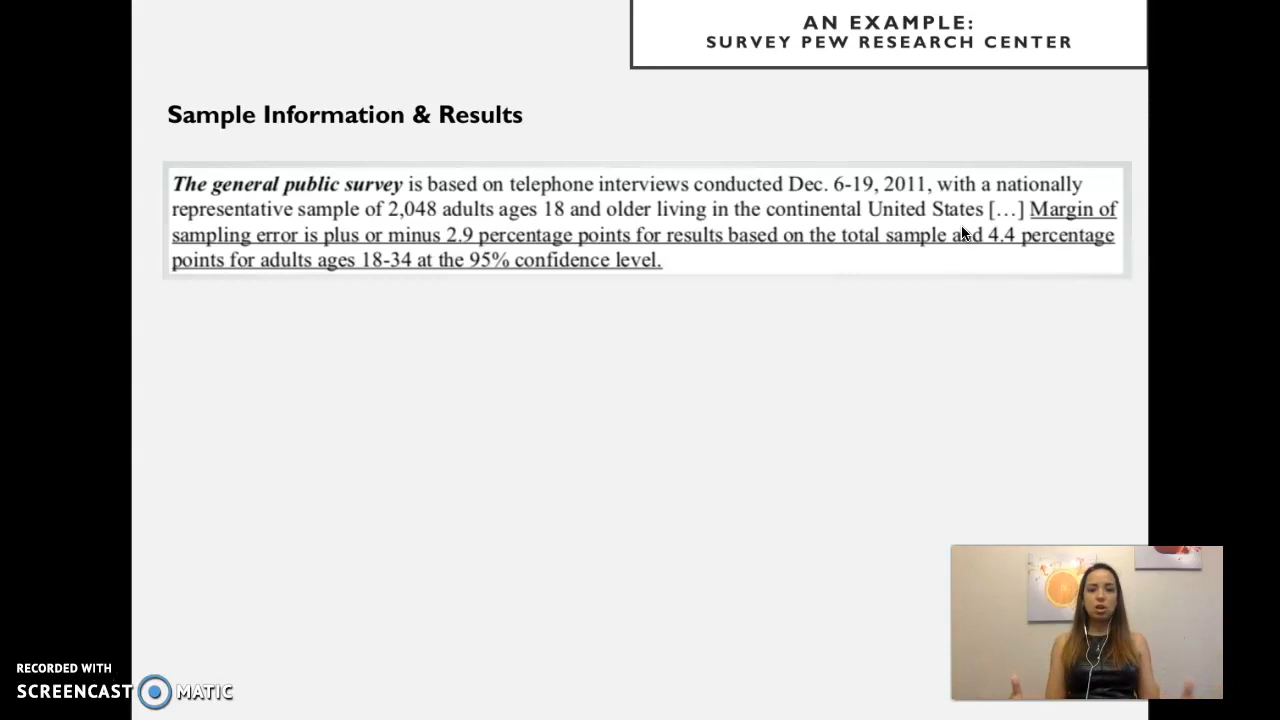 AN EXAMPLE:
SURVEY PEW RESEARCH CENTER
Sample Information & Results
The general public survey is based on telephone interviews conducted Dec. 6-19, 2011, with a nationally
representative sample of 2,048 adults ages 18 and older living in the continental United States […] Margin of
sampling error is plus or minus 2.9 percentage points for results based on the total sample and 4.4 percentage
points for adults ages 18-34 at the 95% confidence level.
RECORDED WITH
SCREENCAST MATIC